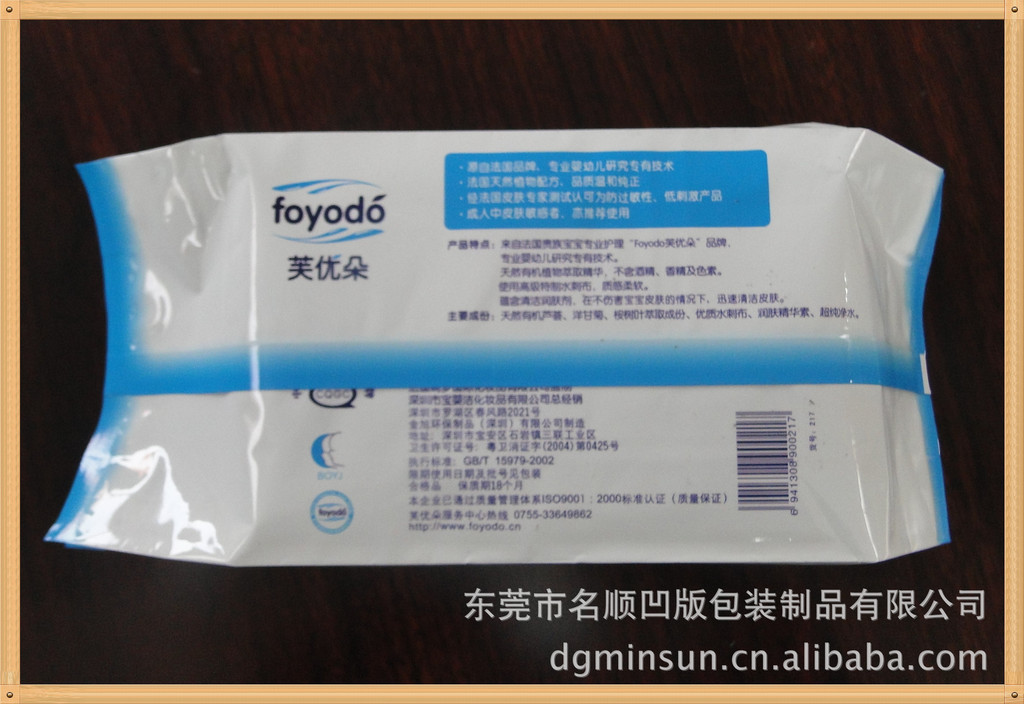 foyodó
芙优朵
·源自法国品牌、专业婴幼儿研究专有技术
·法国天然植物配方、品质温和纯正
·经法国皮肤专家测试认可为防过敏性、低刺激产品
·成人中皮肤敏感者、亦推荐使用
产品特点：来自法国贵族宝宝专业护理“Foyodo芙优朵”品牌，
专业婴幼儿研究专有技术。
天然有机植物萃取精华，不含酒精、香精及色素。
使用高级特制水刺布，质感柔软。
蕴含清洁润肤剂，在不伤害宝宝皮肤的情况下，迅速清洁皮肤。
主要成份：天然有机芦荟、洋甘菊、桉树叶萃取成份、优质水刺布、润肤精华素、超纯净水。
CQGC
深圳市宝婴洁化妆品有限公司总经销
深圳市罗湖区春风路2021号
金旭环保制品（深圳）有限公司制造
地址：深圳市宝安区石岩镇三联工业区
卫生许可证号：粤卫消证字(2004)第0425号
执行标准：GB/T 15979-2002
限期使用日期及批号见包装
合格品 保质期18个月
本企业已通过质量管理体系ISO9001：2000标准认证（质量保证）
芙优朵服务中心热线 0755-33649862
http://www.foyodo.cn
BOYJ
foyodó
6 941308 900217
货号：217
东莞市名顺凹版包装制品有限公司
dgminsun.cn.alibaba.com